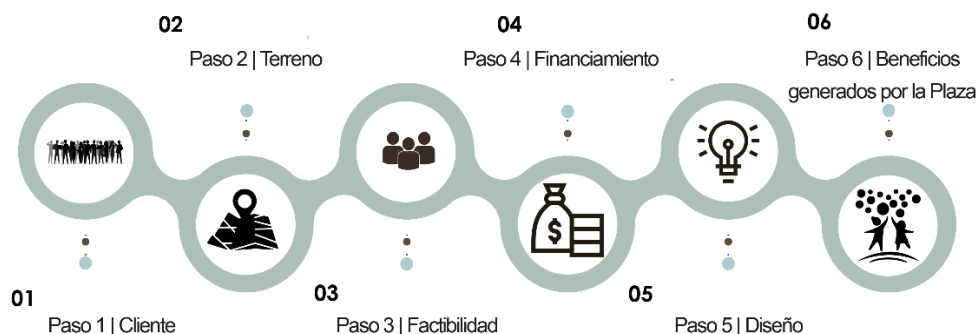 01
Paso 1 | Cliente
02
Paso 2 | Terreno
03
Paso 3 | Factibilidad
04
Paso 4 | Financiamiento
05
Paso 5 | Diseño
06
Paso 6 | Beneficios
generados por la Plaza
$